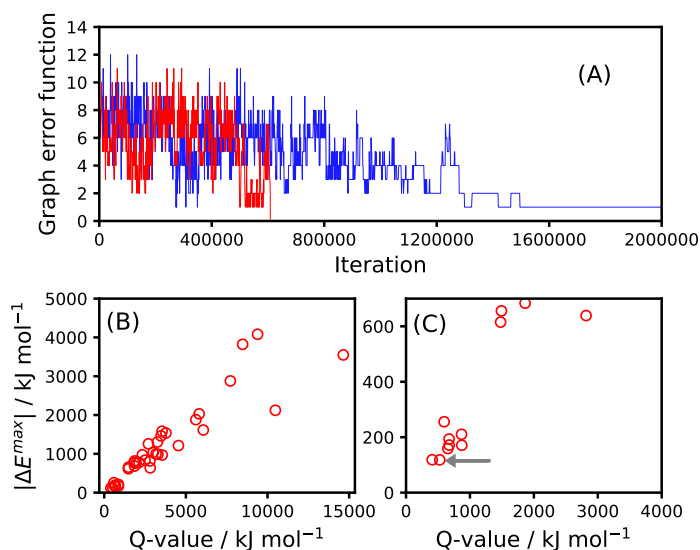 14
12
10
8
6
4
2
0
Graph error function
(A)
0 400000 800000 1200000 1600000 2000000
Iteration
5000
4000
3000
2000
1000
0
|ΔE^max| / kJ mol⁻¹
(B)
0 5000 10000 15000
Q-value / kJ mol⁻¹
600
400
200
0
(C)
0 1000 2000 3000 4000
Q-value / kJ mol⁻¹